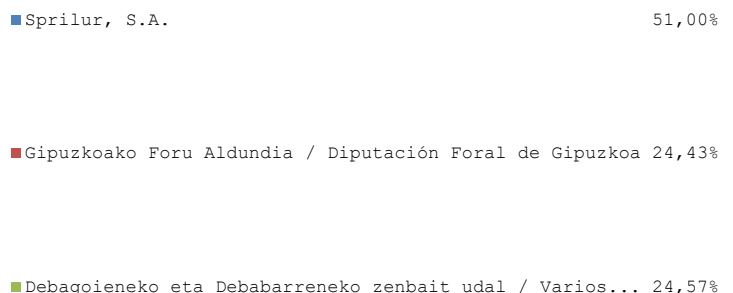 Sprilur, S.A. 51,00%
Gipuzkoako Foru Aldundia / Diputación Foral de Gipuzkoa 24,43%
Debagoieneko eta Debabarreneko zenbait udal / Varios... 24,57%